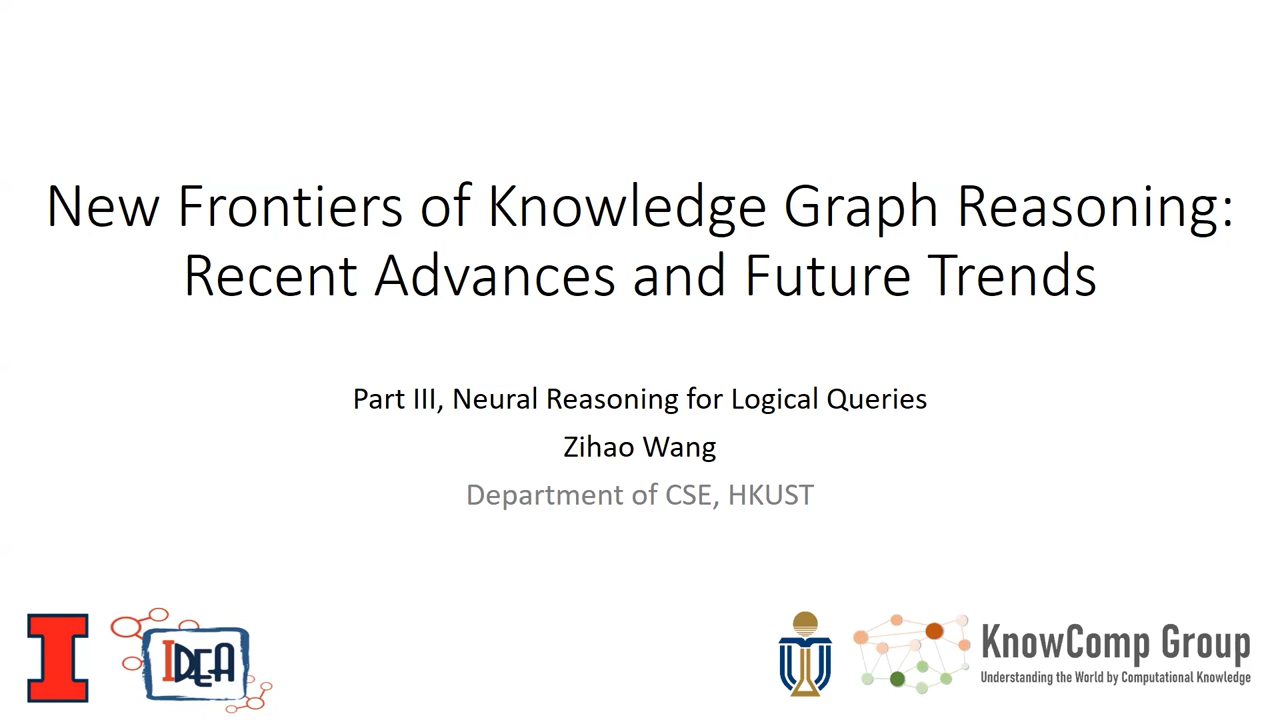 New Frontiers of Knowledge Graph Reasoning:
Recent Advances and Future Trends
Part III, Neural Reasoning for Logical Queries
Zihao Wang
Department of CSE, HKUST
I
IDEA
KnowComp Group
Understanding the World by Computational Knowledge